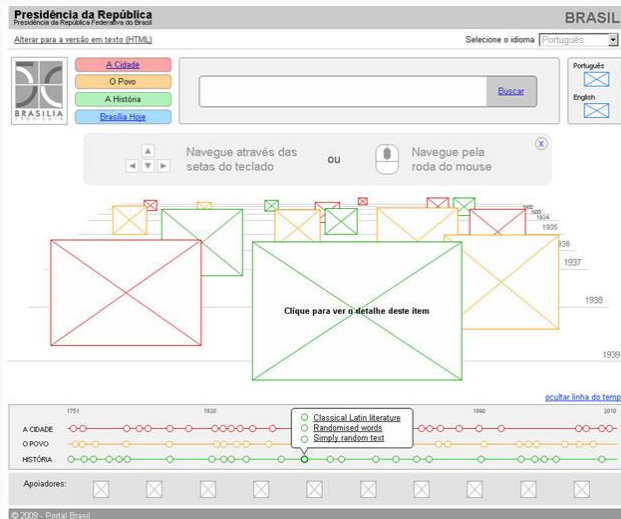 Presidência da República
Presidência da República Federativa do Brasil
BRASIL
Alterar para a versão em texto (HTML)
Selecione o idioma Português
BRASÍLIA
A Cidade
O Povo
A História
Brasília Hoje
Buscar
Português
English
Navegue através das
setas do teclado
ou
Navegue pela
roda do mouse
X
1934
1935
1936
1937
1938
1939
Clique para ver o detalhe deste ítem
ocultar linha do temp
1751
1920
1980
2010
Classical Latin literature
Randomised words
Simply random text
A CIDADE
O POVO
HISTÓRIA
Apoiadores:
© 2009 - Portal Brasil